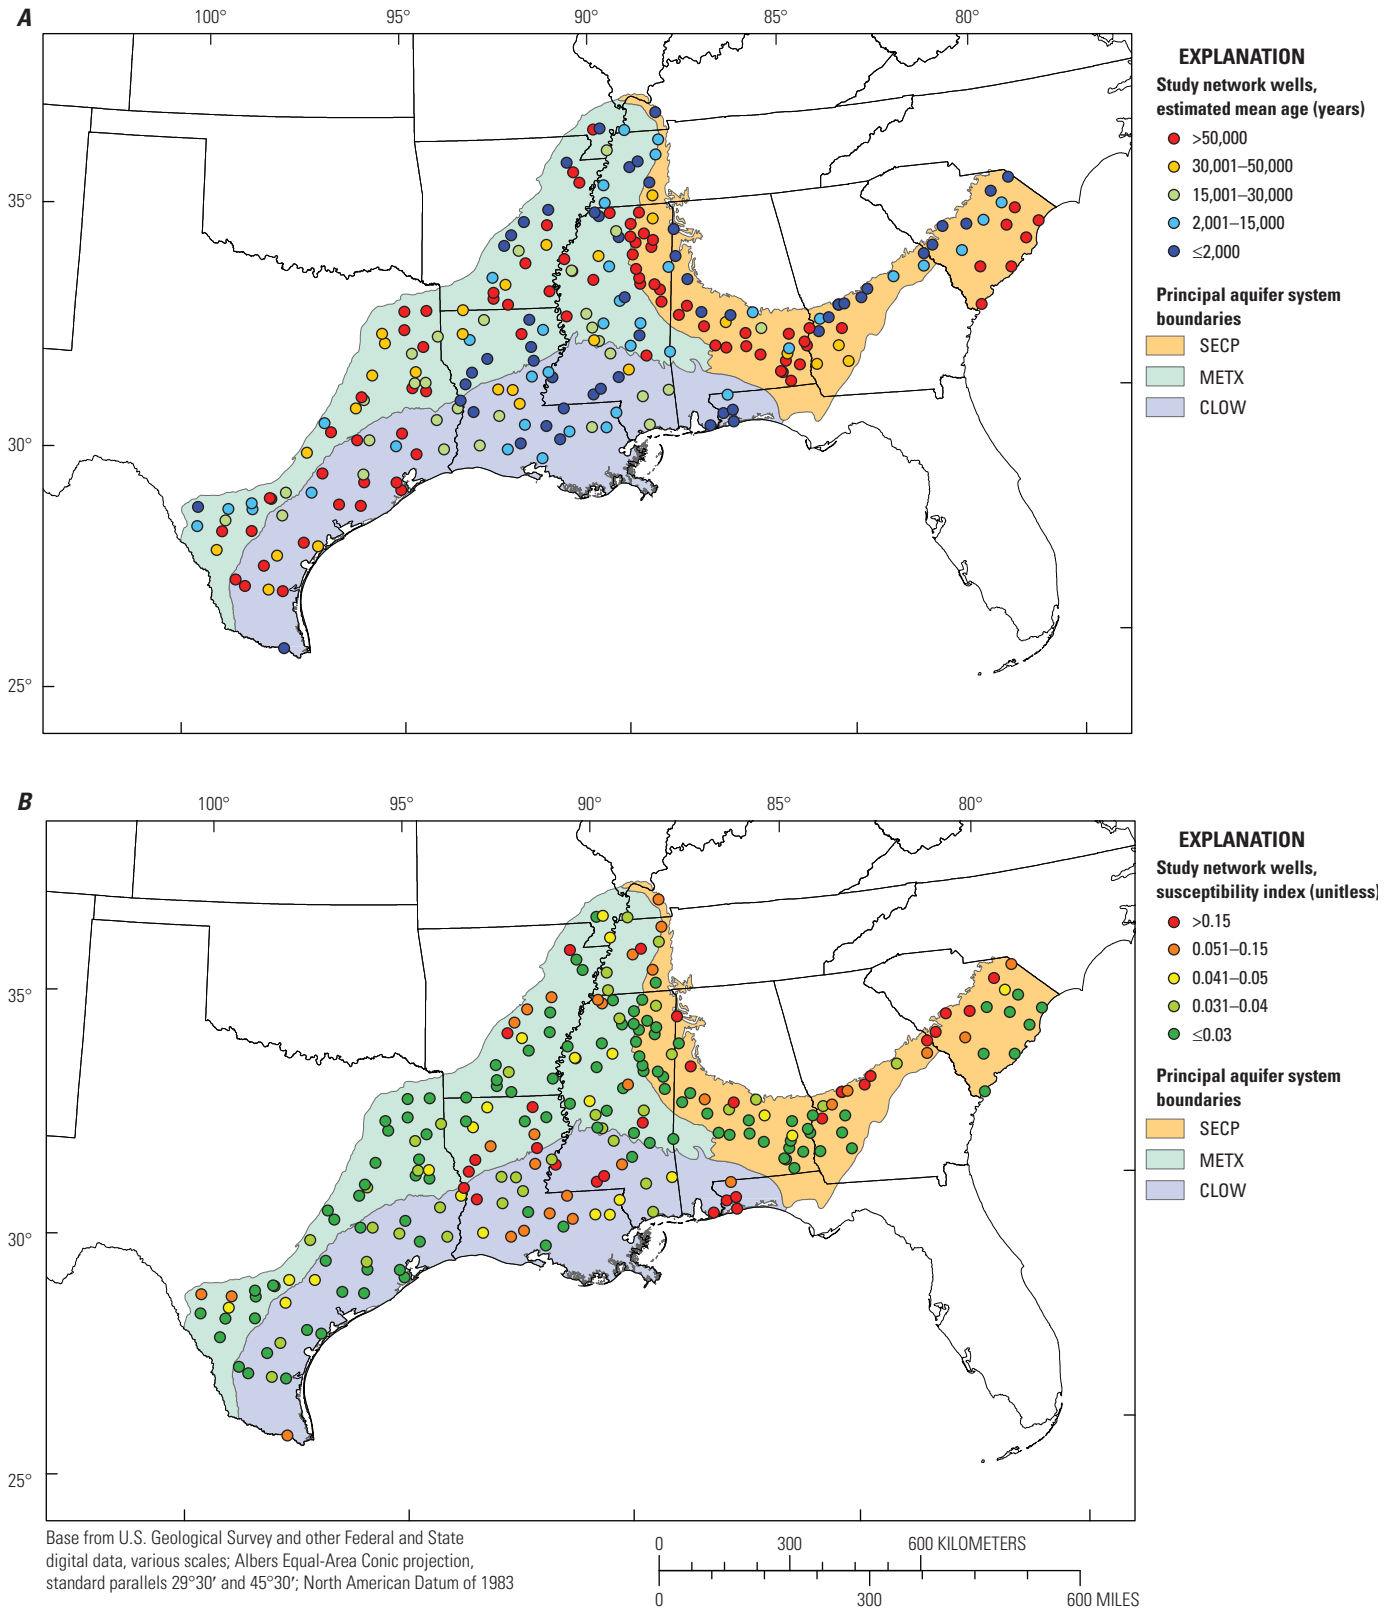 A
100°
95°
90°
85°
80°
35°
30°
25°
EXPLANATION
Study network wells,
estimated mean age (years)
>50,000
30,001–50,000
15,001–30,000
2,001–15,000
≤2,000
Principal aquifer system
boundaries
SECP
METX
CLOW
B
100°
95°
90°
85°
80°
35°
30°
25°
EXPLANATION
Study network wells,
susceptibility index (unitless)
>0.15
0.051–0.15
0.041–0.05
0.031–0.04
≤0.03
Principal aquifer system
boundaries
SECP
METX
CLOW
Base from U.S. Geological Survey and other Federal and State
digital data, various scales; Albers Equal-Area Conic projection,
standard parallels 29°30′ and 45°30′; North American Datum of 1983
0 300 600 KILOMETERS
0 300 600 MILES